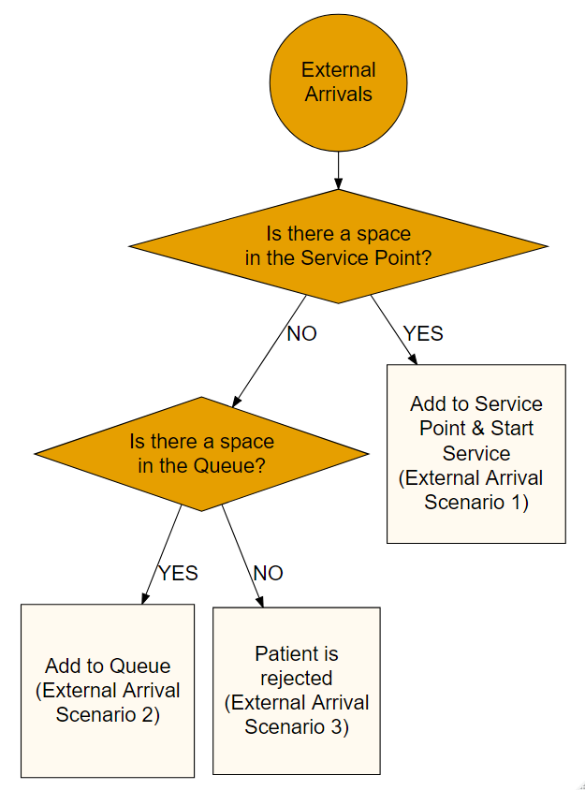 External
Arrivals
Is there a space
in the Service Point?
NO
YES
Add to Service
Point & Start
Service
(External Arrival
Scenario 1)
Is there a space
in the Queue?
YES
NO
Add to Queue
(External Arrival
Scenario 2)
Patient is
rejected
(External Arrival
Scenario 3)